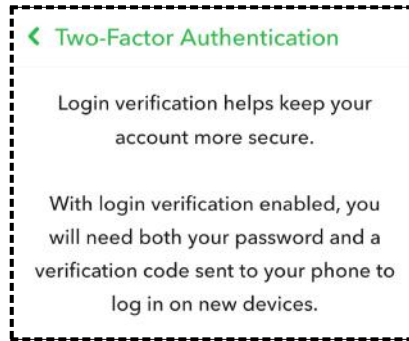 Two-Factor Authentication
Login verification helps keep your
account more secure.
With login verification enabled, you
will need both your password and a
verification code sent to your phone to
log in on new devices.